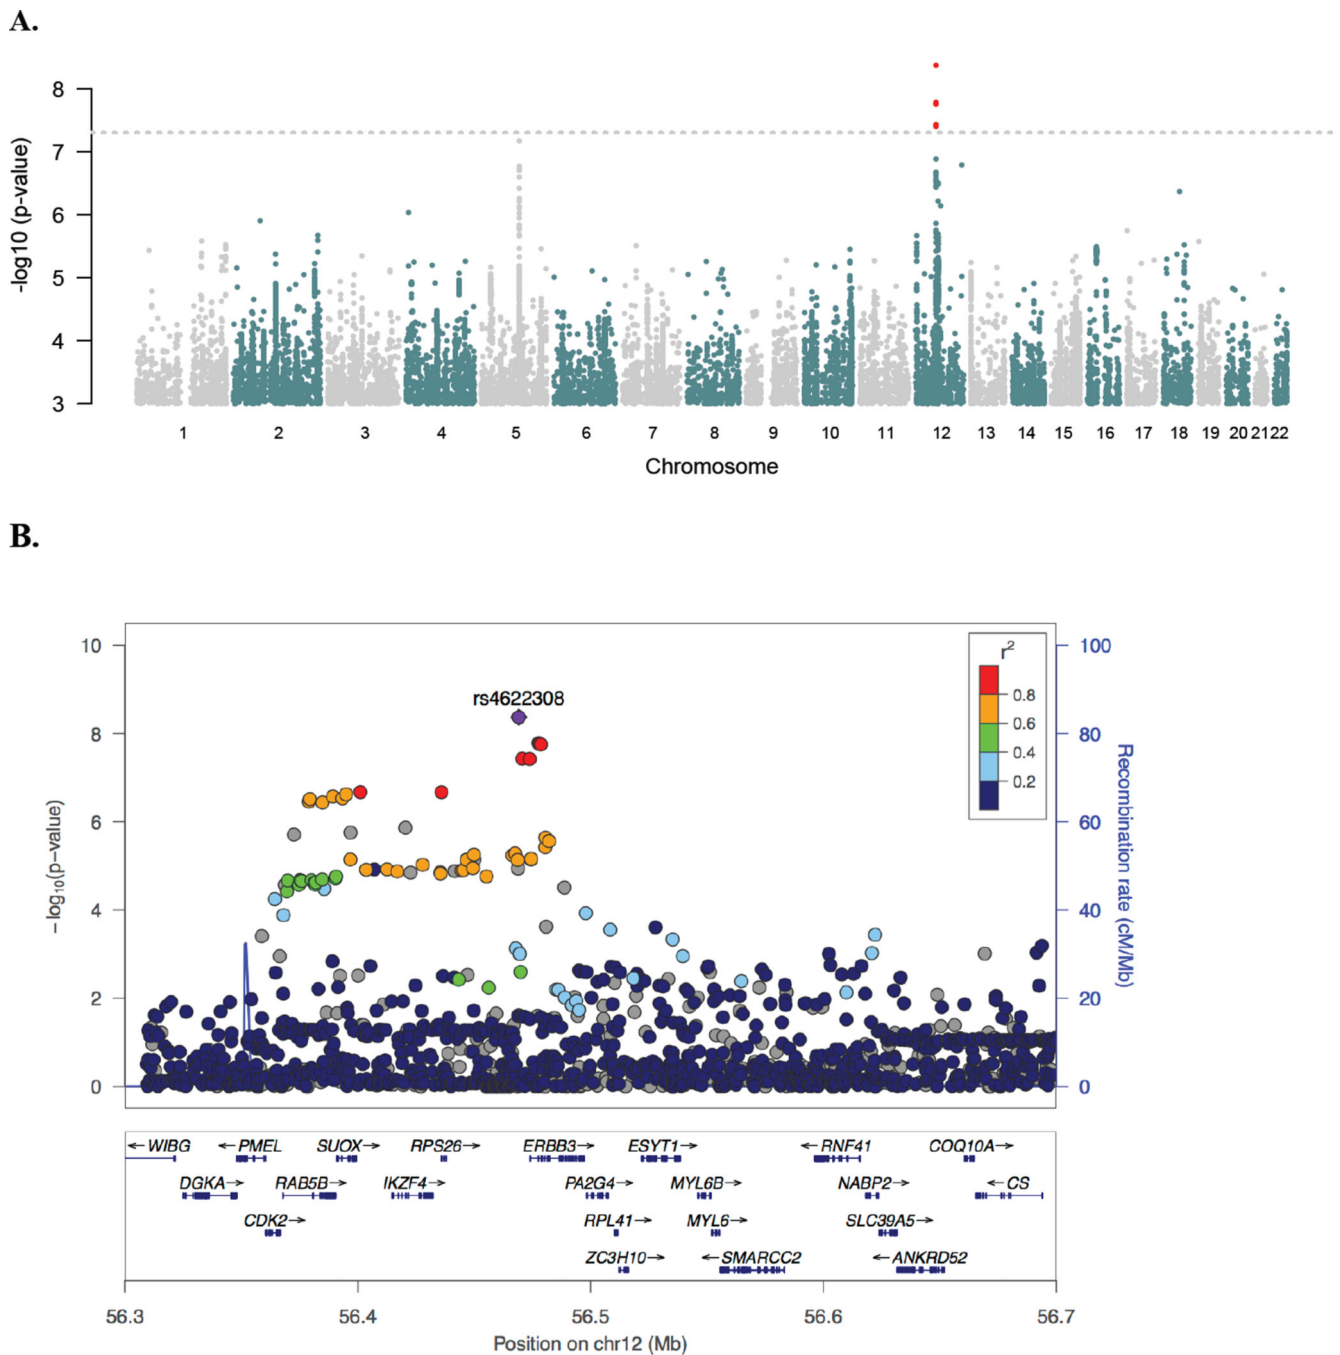 A.
8
7
6
5
4
3
-log10 (p-value)
1 2 3 4 5 6 7 8 9 10 11 12 13 14 15 16 17 18 19 20 21 22
Chromosome
B.
10
8
6
4
2
0
−log10(p−value)
rs4622308
r2
0.8
0.6
0.4
0.2
100
80
60
40
20
0
Recombination rate (cM/Mb)
←WIBG ←PMEL SUOX→ RPS26→ ERBB3→ ESYT1→ ←RNF41 COQ10A→
DGKA→ RAB5B→ IKZF4→ PA2G4→ MYL6B→ NABP2→ ←CS
CDK2→ RPL41→ MYL6→ SLC39A5→
ZC3H10→ ←SMARCC2 ←ANKRD52
56.3 56.4 56.5 56.6 56.7
Position on chr12 (Mb)